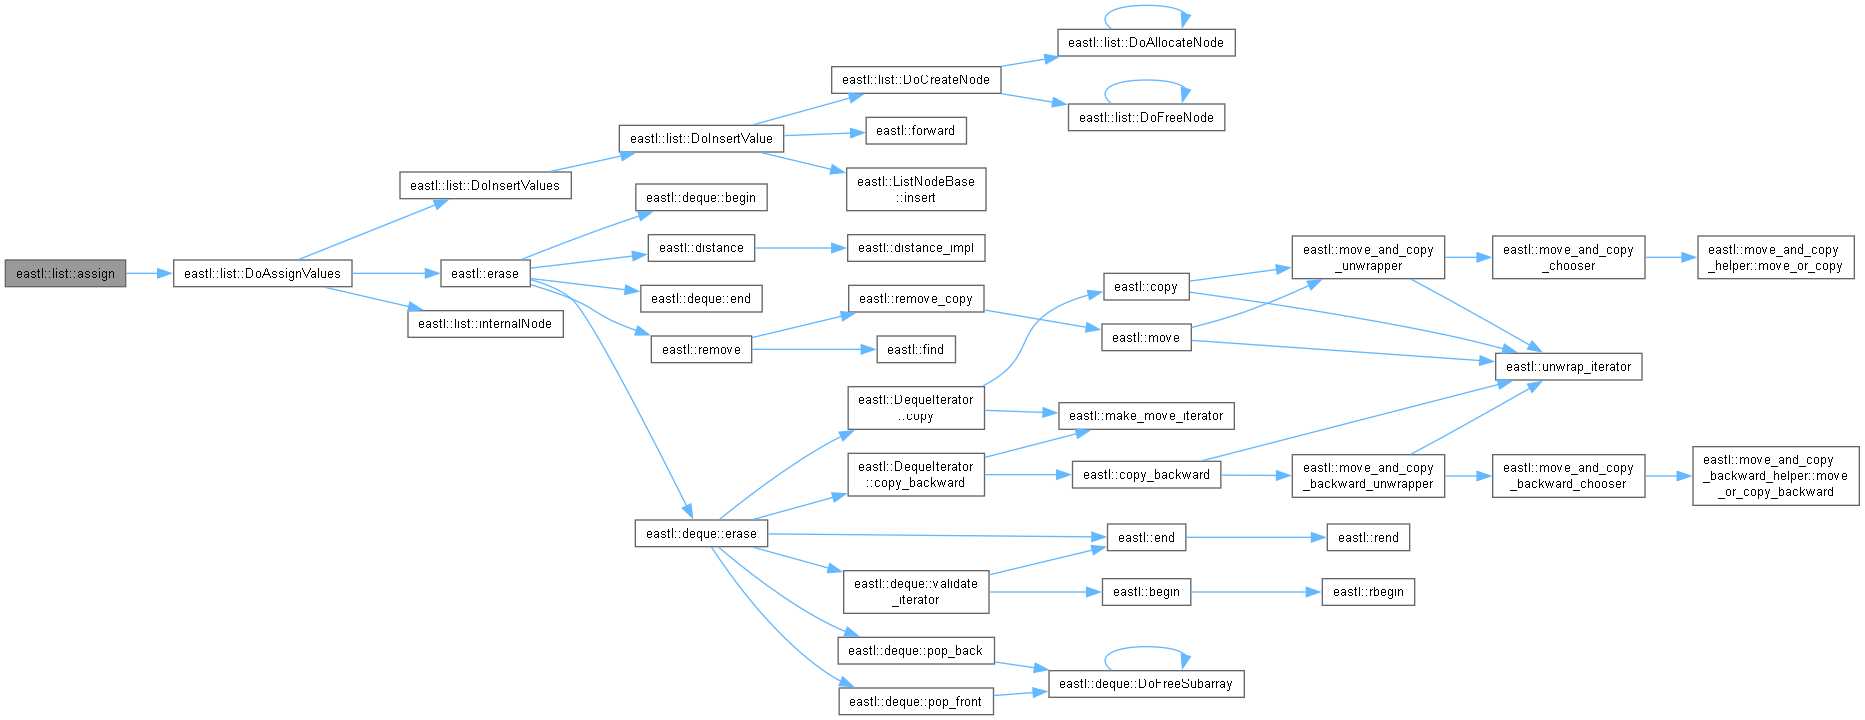 eastl::list::assign
eastl::list::DoAssignValues
eastl::list::DoInsertValues
eastl::erase
eastl::list::internalNode
eastl::list::DoInsertValue
eastl::deque::begin
eastl::distance
eastl::deque::end
eastl::remove
eastl::deque::erase
eastl::list::DoCreateNode
eastl::forward
eastl::ListNodeBase
::insert
eastl::distance_impl
eastl::remove_copy
eastl::find
eastl::DequeIterator
::copy
eastl::DequeIterator
::copy_backward
eastl::deque::validate
_iterator
eastl::deque::pop_back
eastl::deque::pop_front
eastl::list::DoAllocateNode
eastl::list::DoFreeNode
eastl::copy
eastl::move
eastl::make_move_iterator
eastl::copy_backward
eastl::end
eastl::begin
eastl::deque::DoFreeSubarray
eastl::move_and_copy
_unwrapper
eastl::move_and_copy
_backward_unwrapper
eastl::rend
eastl::rbegin
eastl::move_and_copy
_chooser
eastl::unwrap_iterator
eastl::move_and_copy
_backward_chooser
eastl::move_and_copy
_helper::move_or_copy
eastl::move_and_copy
_backward_helper::move
_or_copy_backward